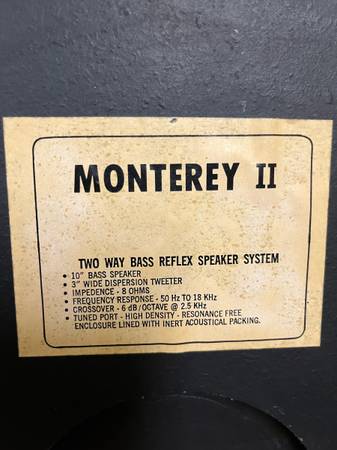 MONTEREY II
TWO WAY BASS REFLEX SPEAKER SYSTEM
• 10" BASS SPEAKER
• 3" WIDE DISPERSION TWEETER
• IMPEDENCE - 8 OHMS
• FREQUENCY RESPONSE - 50 Hz TO 18 KHz
• CROSSOVER - 6 dB/OCTAVE @ 2.5 KHz
• TUNED PORT - HIGH DENSITY - RESONANCE FREE
ENCLOSURE LINED WITH INERT ACOUSTICAL PACKING.